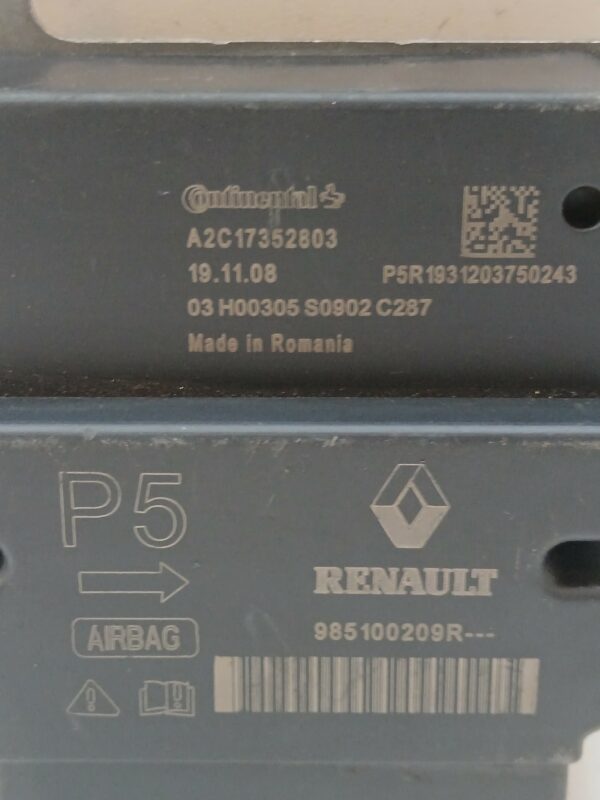 Continental
A2C17352803
19.11.08 P5R1931203750243
03 H00305 S0902 C287
Made in Romania
P5
RENAULT
AIRBAG
985100209R---